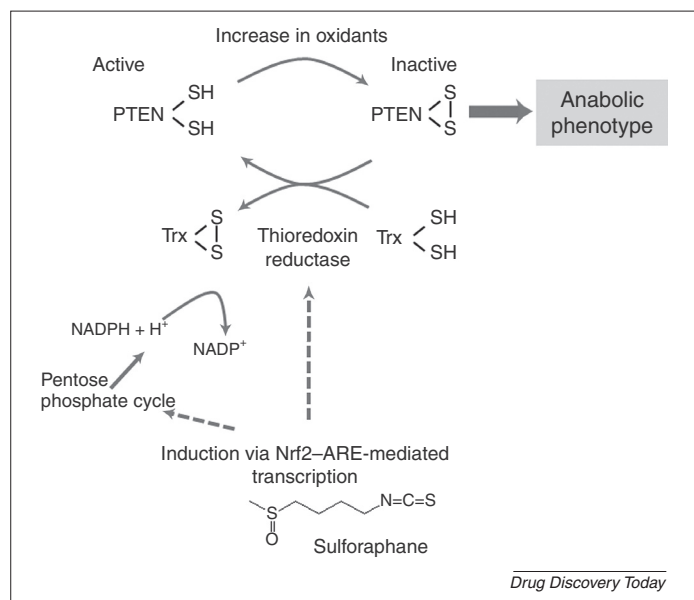 Increase in oxidants
Active
Inactive
PTEN
SH
SH
PTEN
S
S
Anabolic
phenotype
Trx
S
S
Thioredoxin
reductase
Trx
SH
SH
NADPH + H+
NADP+
Pentose
phosphate cycle
Induction via Nrf2–ARE-mediated
transcription
S
O
N=C=S
Sulforaphane
Drug Discovery Today